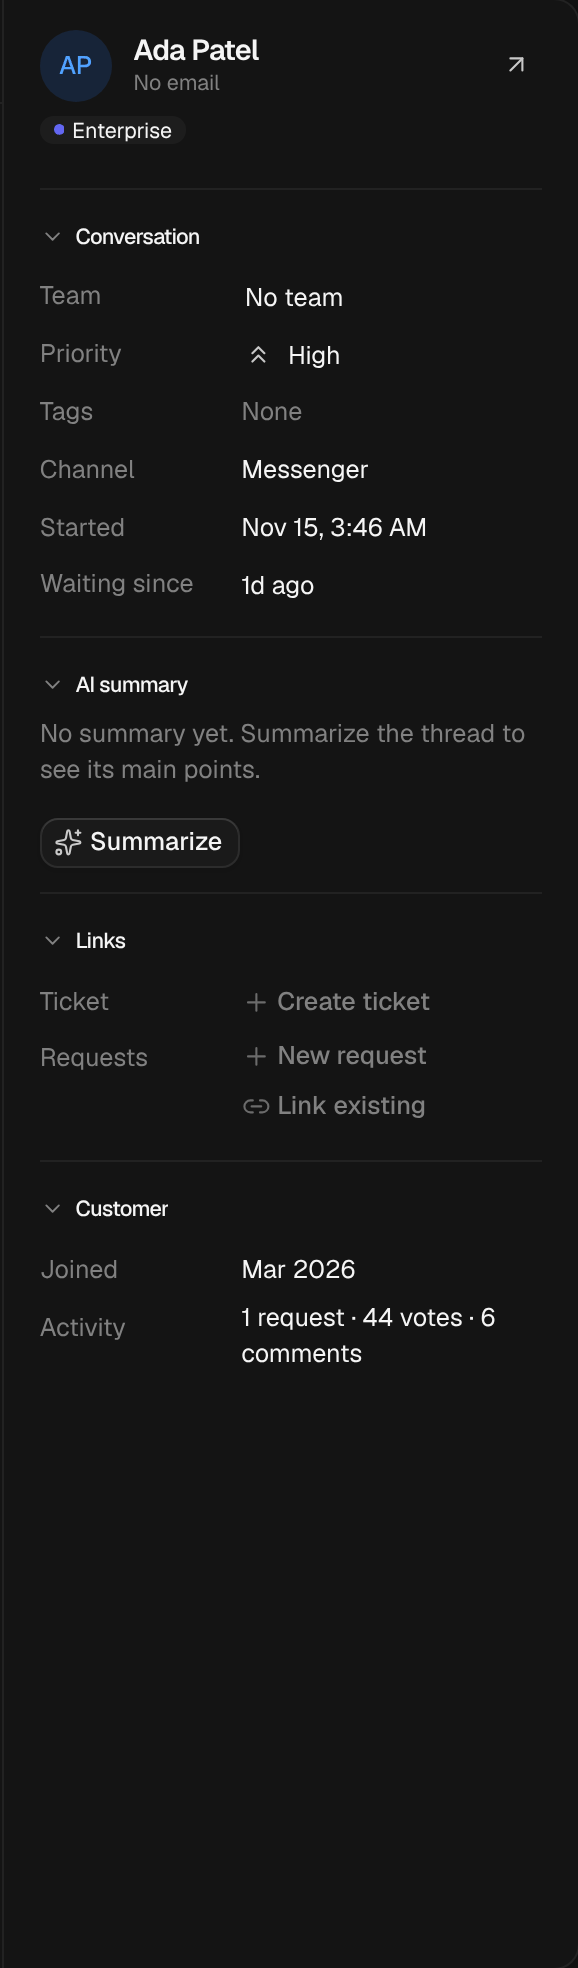 AP
Ada Patel
No email
Enterprise
Conversation
Team No team
Priority High
Tags None
Channel Messenger
Started Nov 15, 3:46 AM
Waiting since 1d ago
AI summary
No summary yet. Summarize the thread to
see its main points.
Summarize
Links
Ticket Create ticket
Requests New request
Link existing
Customer
Joined Mar 2026
Activity 1 request · 44 votes · 6
comments